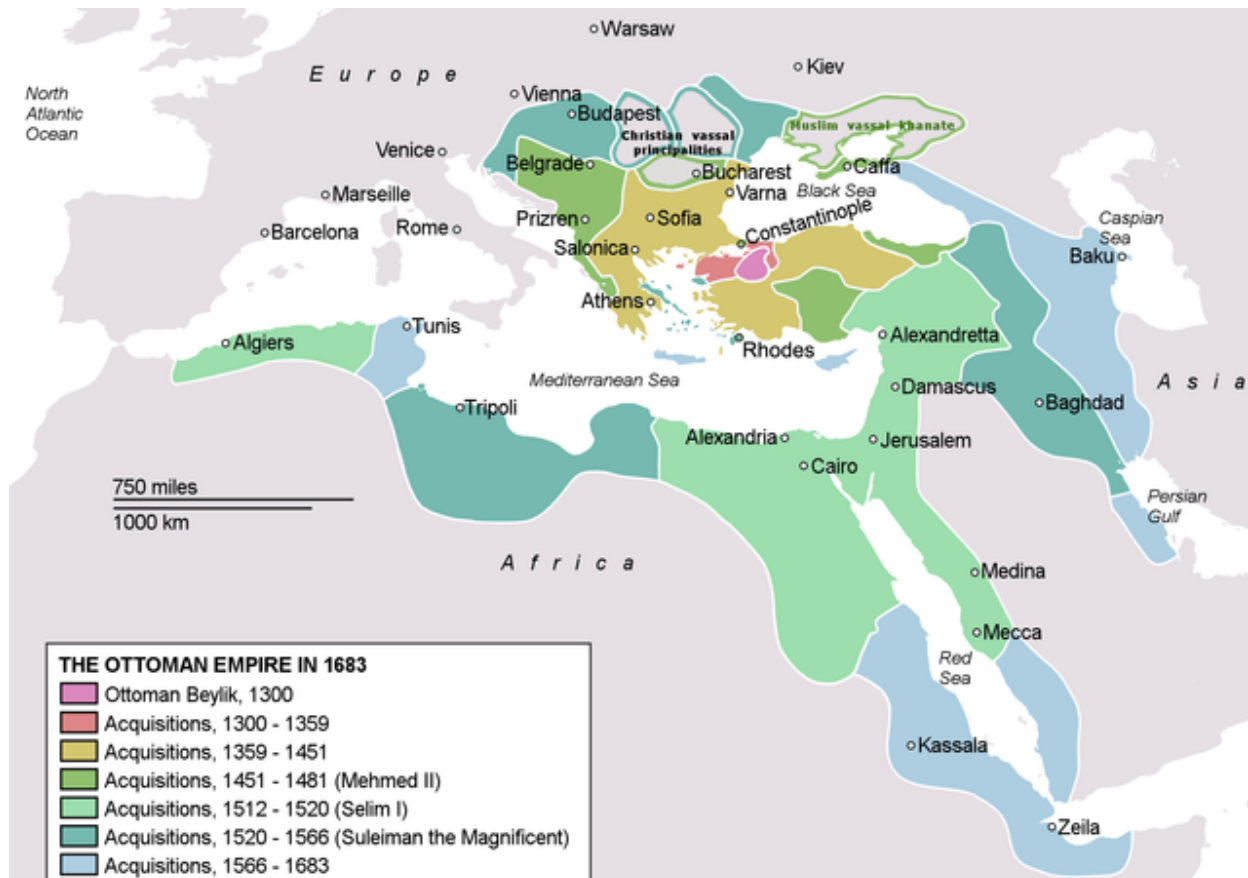 Warsaw
Europe
Kiev
North
Atlantic
Ocean
Vienna
Budapest
Christian vassal
principalities
Muslim vassal khanate
Venice
Belgrade
Bucharest
Caffa
Black Sea
Marseille
Varna
Prizren
Sofia
Constantinople
Caspian
Sea
Barcelona
Rome
Salonica
Baku
Athens
Tunis
Algiers
Rhodes
Alexandretta
Mediterranean Sea
Damascus
Asia
Tripoli
Baghdad
Alexandria
Jerusalem
Cairo
750 miles
1000 km
Persian
Gulf
Africa
Medina
Mecca
Red
Sea
Kassala
Zeila
THE OTTOMAN EMPIRE IN 1683
Ottoman Beylik, 1300
Acquisitions, 1300 - 1359
Acquisitions, 1359 - 1451
Acquisitions, 1451 - 1481 (Mehmed II)
Acquisitions, 1512 - 1520 (Selim I)
Acquisitions, 1520 - 1566 (Suleiman the Magnificent)
Acquisitions, 1566 - 1683